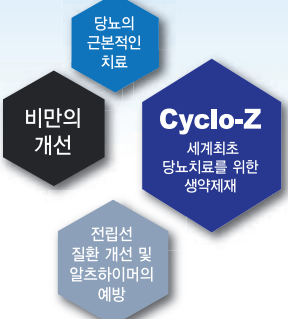 당뇨의
근본적인
치료
비만의
개선
Cyclo-Z
세계최초
당뇨치료를 위한
생약제재
전립선
질환 개선 및
알츠하이머의
예방